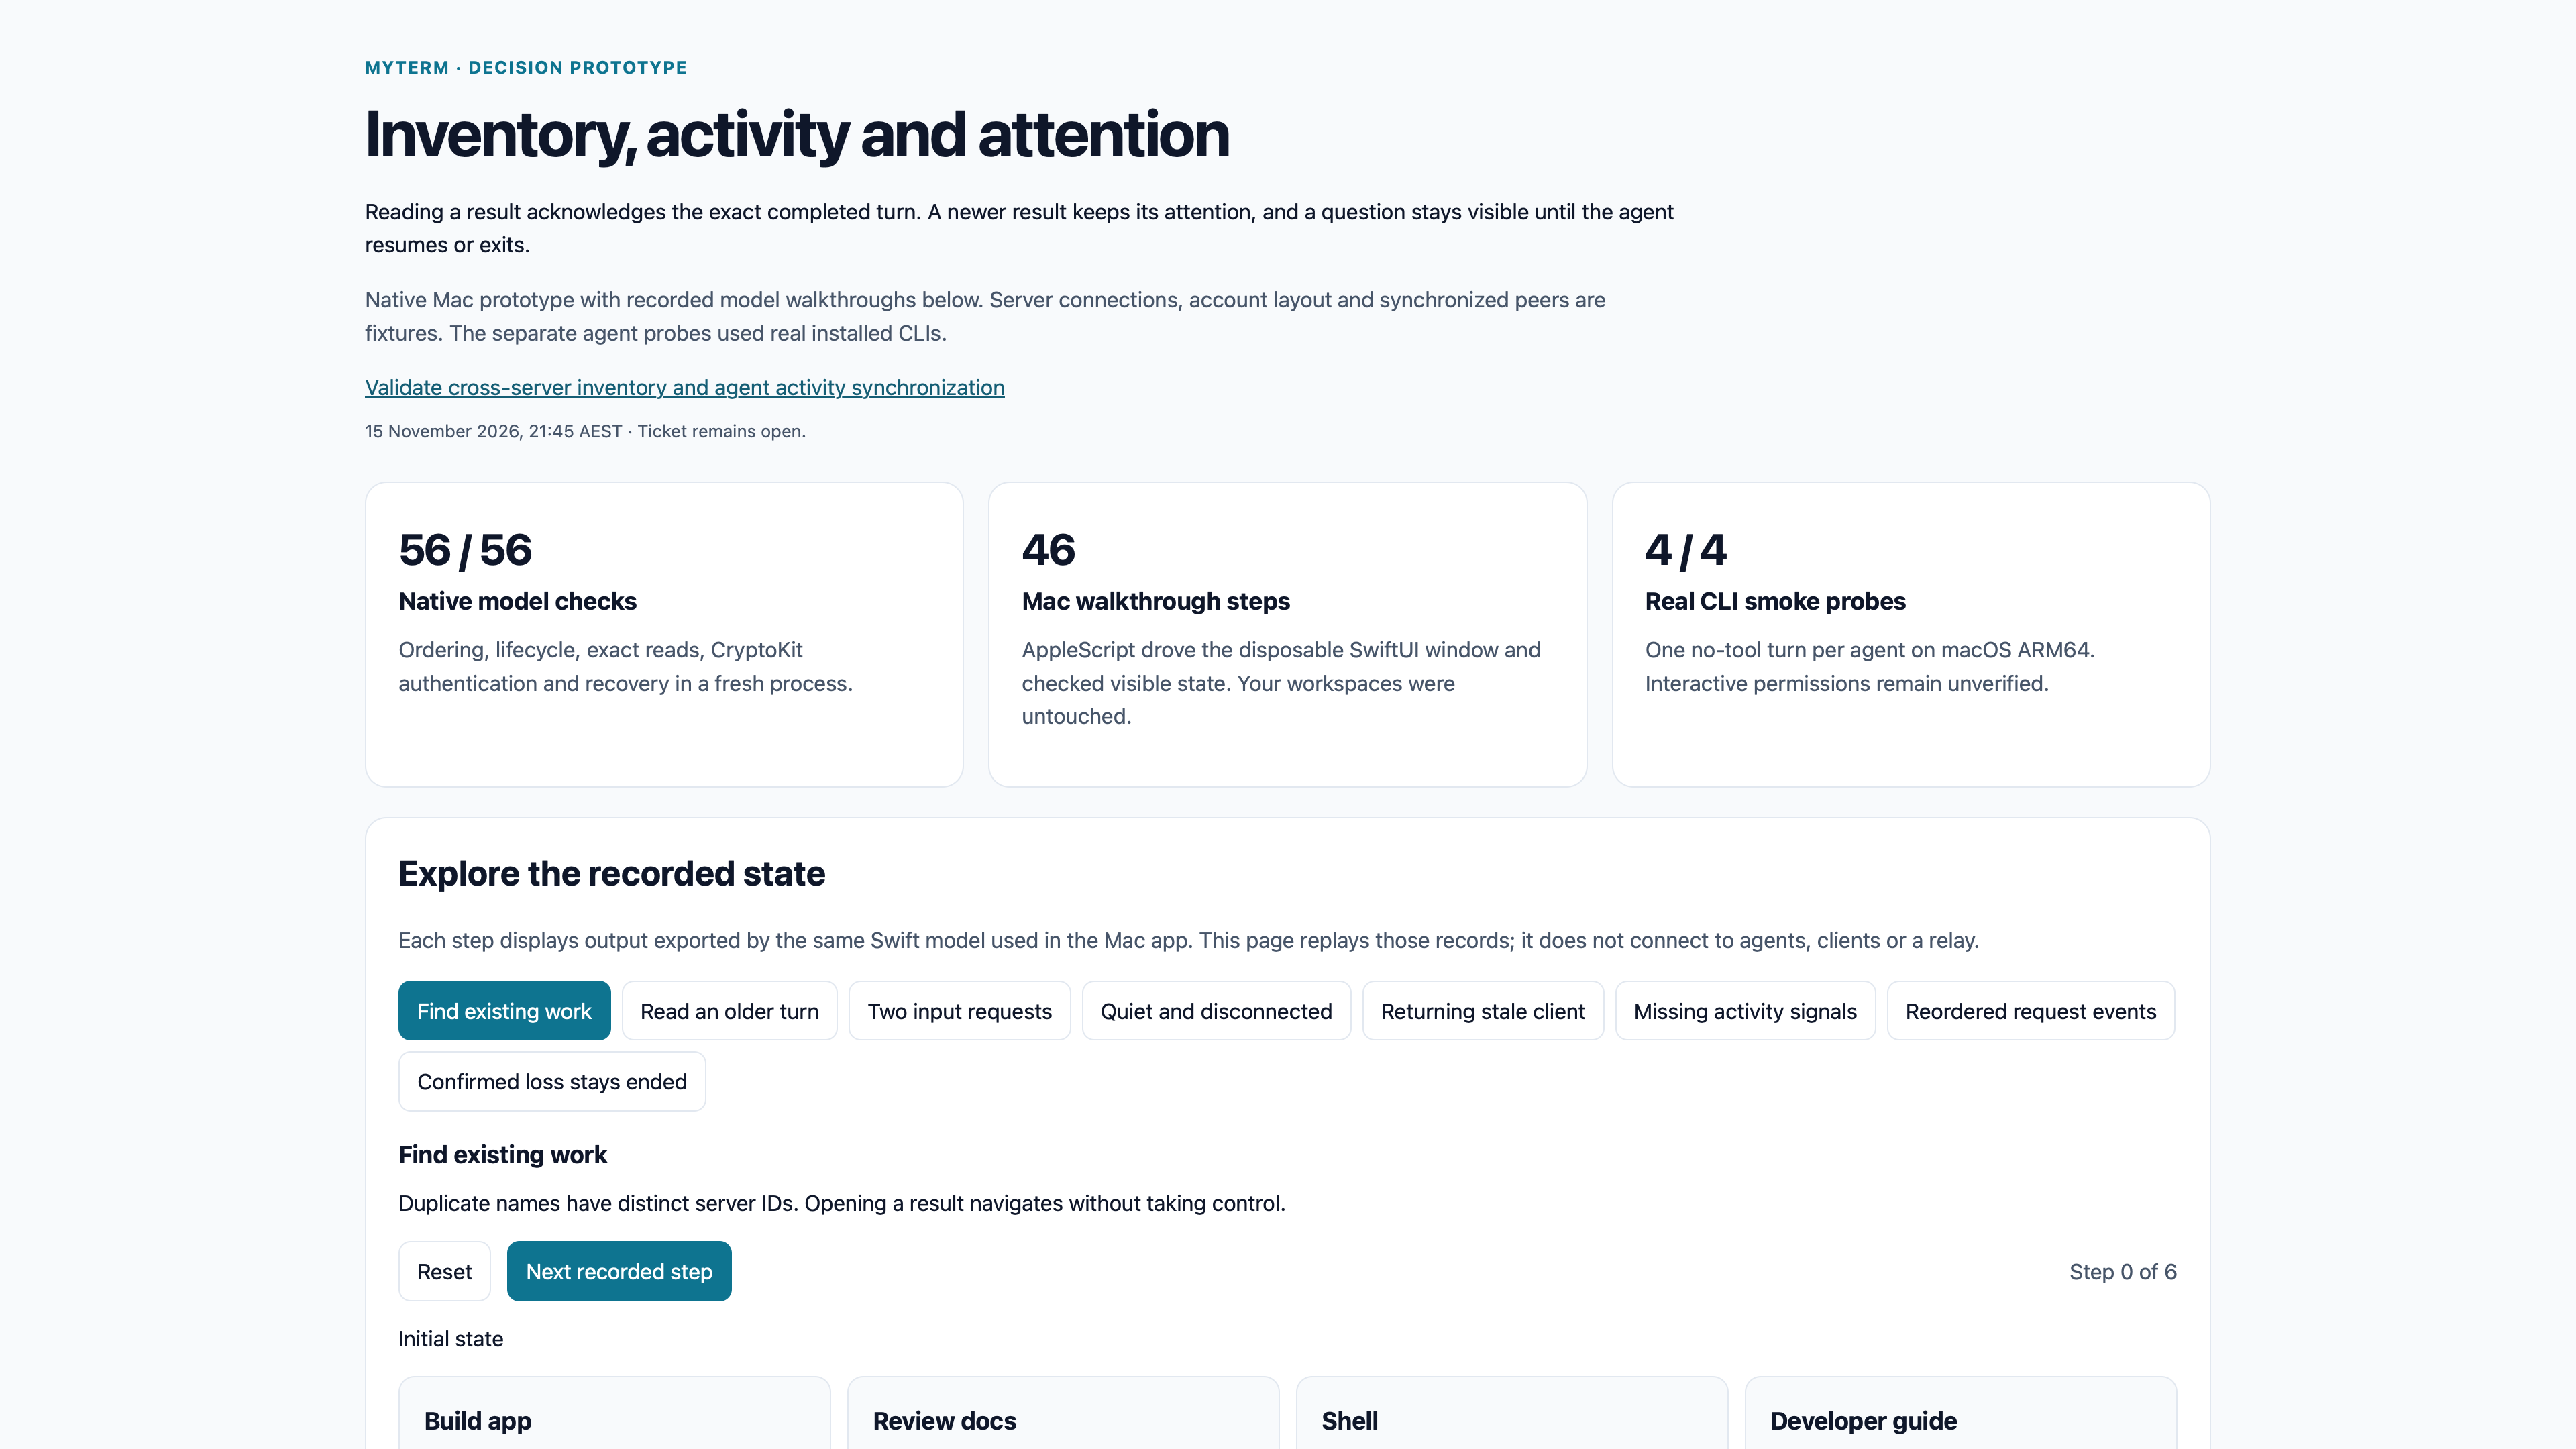 MYTERM · DECISION PROTOTYPE
Inventory, activity and attention
Reading a result acknowledges the exact completed turn. A newer result keeps its attention, and a question stays visible until the agent
resumes or exits.
Native Mac prototype with recorded model walkthroughs below. Server connections, account layout and synchronized peers are
fixtures. The separate agent probes used real installed CLIs.
Validate cross-server inventory and agent activity synchronization
15 November 2026, 21:45 AEST · Ticket remains open.
56 / 56
Native model checks
Ordering, lifecycle, exact reads, CryptoKit
authentication and recovery in a fresh process.
46
Mac walkthrough steps
AppleScript drove the disposable SwiftUI window and
checked visible state. Your workspaces were
untouched.
4 / 4
Real CLI smoke probes
One no-tool turn per agent on macOS ARM64.
Interactive permissions remain unverified.
Explore the recorded state
Each step displays output exported by the same Swift model used in the Mac app. This page replays those records; it does not connect to agents, clients or a relay.
Find existing work
Read an older turn
Two input requests
Quiet and disconnected
Returning stale client
Missing activity signals
Reordered request events
Confirmed loss stays ended
Find existing work
Duplicate names have distinct server IDs. Opening a result navigates without taking control.
Reset
Next recorded step
Step 0 of 6
Initial state
Build app
Review docs
Shell
Developer guide